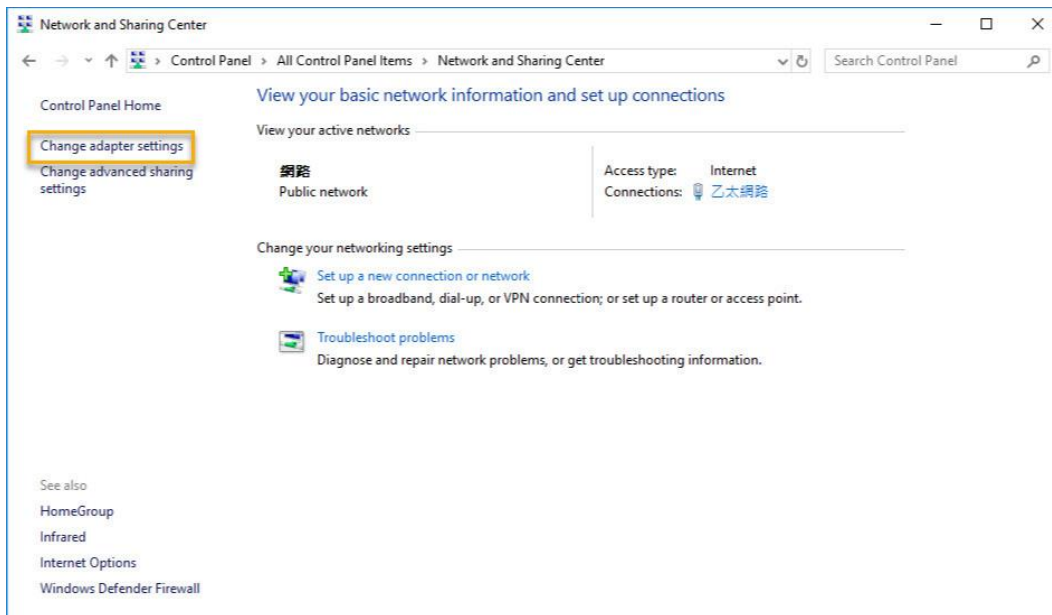 Network and Sharing Center
Control Panel > All Control Panel Items > Network and Sharing Center
Search Control Panel
Control Panel Home
Change adapter settings
Change advanced sharing
settings
View your basic network information and set up connections
View your active networks
網路
Public network
Access type: Internet
Connections: 乙太網路
Change your networking settings
Set up a new connection or network
Set up a broadband, dial-up, or VPN connection; or set up a router or access point.
Troubleshoot problems
Diagnose and repair network problems, or get troubleshooting information.
See also
HomeGroup
Infrared
Internet Options
Windows Defender Firewall